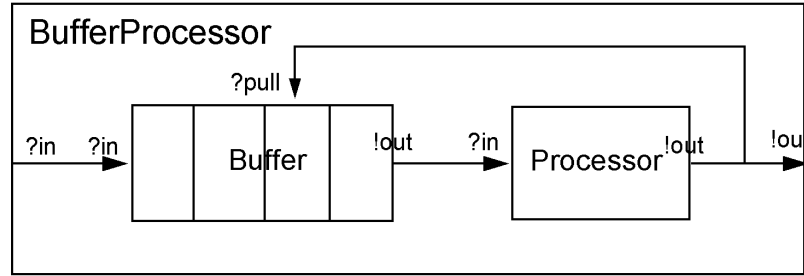 BufferProcessor
?pull
?in
?in
Buffer
!out
?in
Processor
!out
!ou